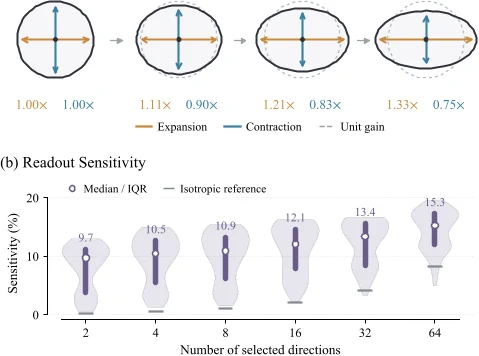 1.00× 1.00× 1.11× 0.90× 1.21× 0.83× 1.33× 0.75×
Expansion Contraction Unit gain
(b) Readout Sensitivity
Median / IQR Isotropic reference
Sensitivity (%)
20
10
0
9.7 10.5 10.9 12.1 13.4 15.3
2 4 8 16 32 64
Number of selected directions